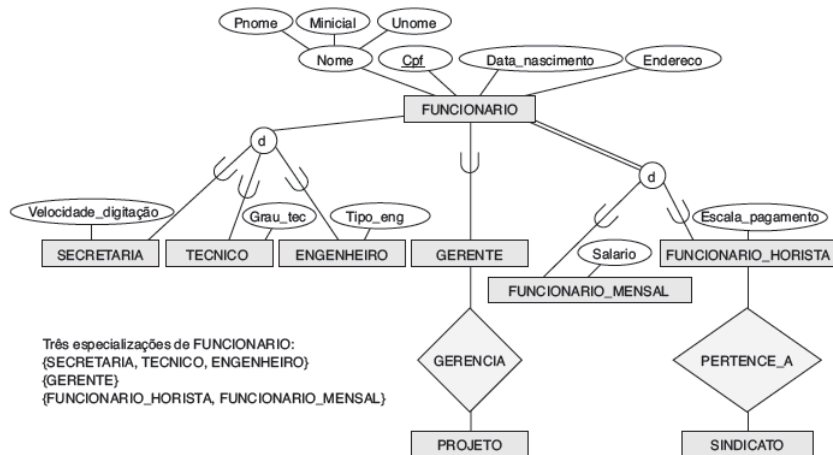 Pnome Minicial Unome
Nome Cpf Data_nascimento Endereco
FUNCIONARIO
d
d
Velocidade_digitação Grau_tec Tipo_eng Escala_pagamento
SECRETARIA TECNICO ENGENHEIRO GERENTE Salario FUNCIONARIO_HORISTA
FUNCIONARIO_MENSAL
Três especializações de FUNCIONARIO:
{SECRETARIA, TECNICO, ENGENHEIRO}
{GERENTE}
{FUNCIONARIO_HORISTA, FUNCIONARIO_MENSAL}
GERENCIA PERTENCE_A
PROJETO SINDICATO